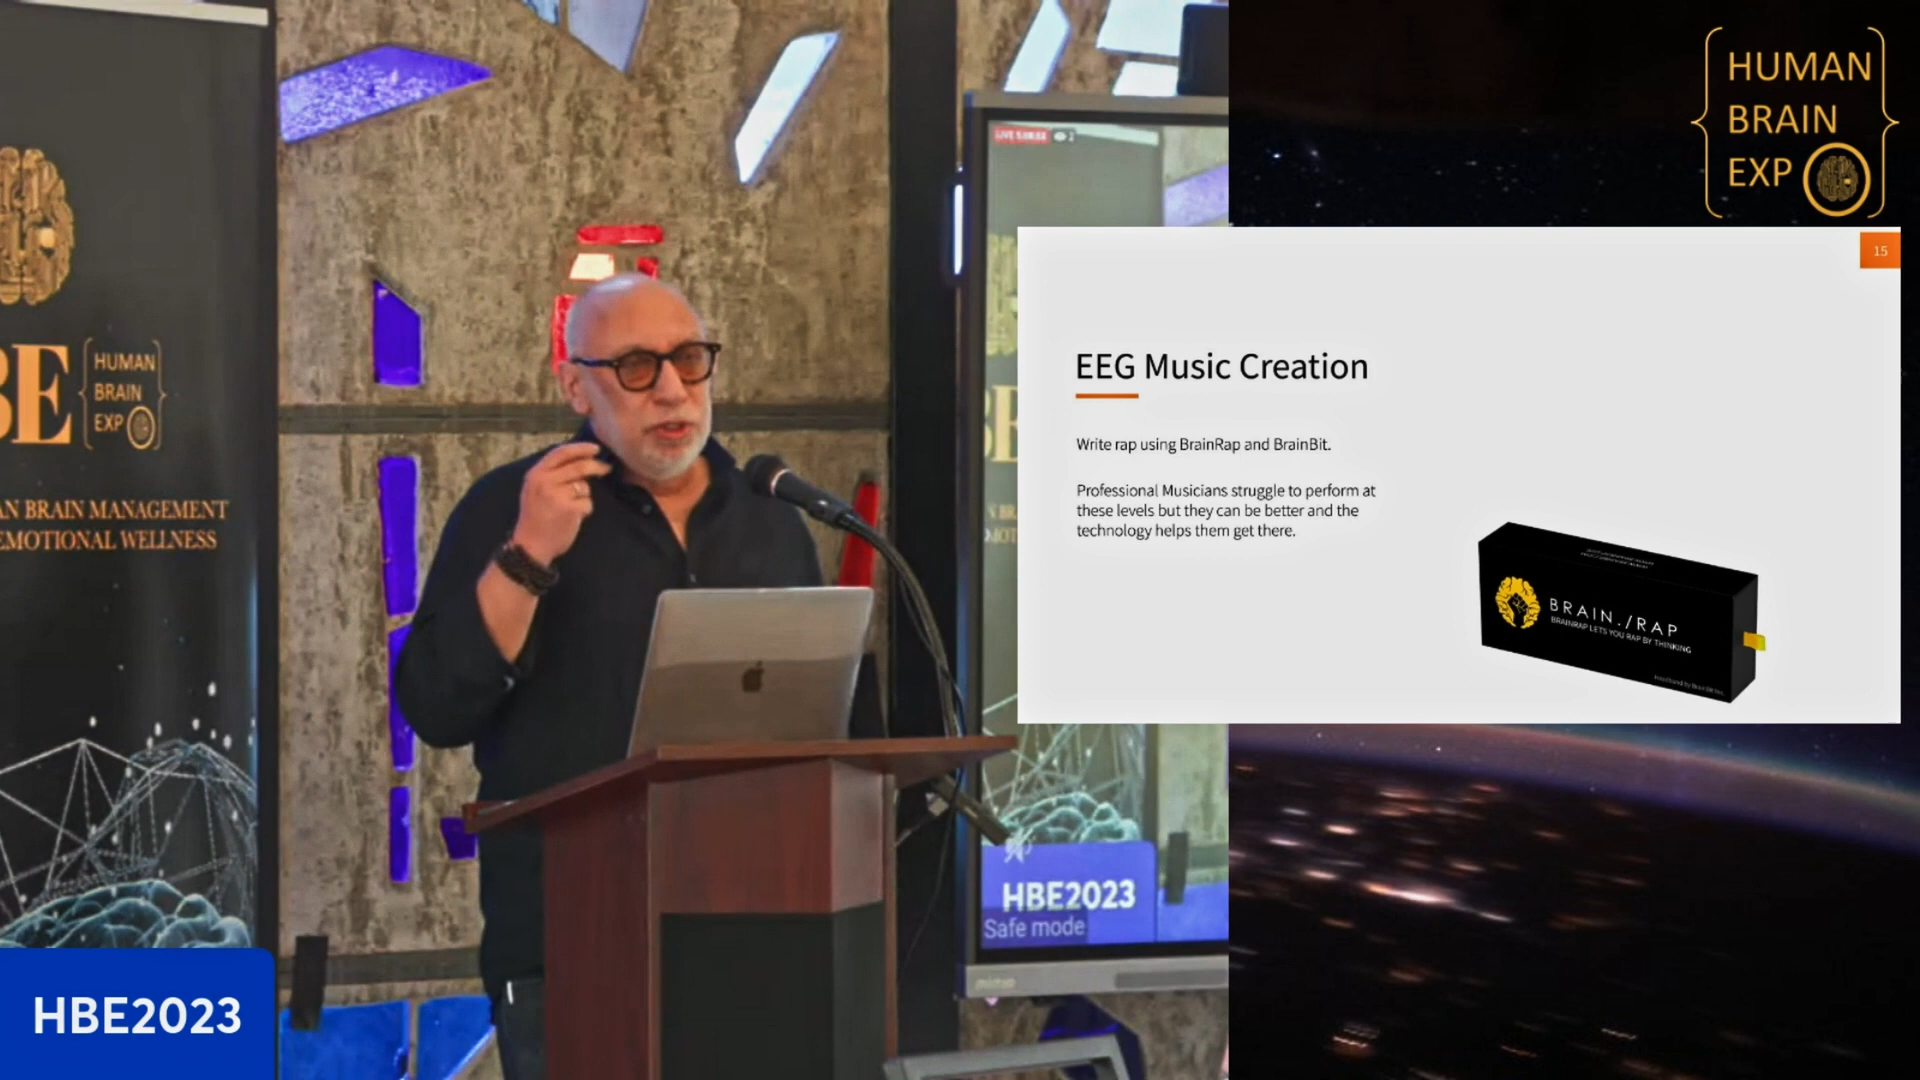 BE
HUMAN
BRAIN
EXP
AN BRAIN MANAGEMENT
EMOTIONAL WELLNESS
HBE2023
HBE2023
Safe mode
HUMAN
BRAIN
EXP
15
EEG Music Creation
Write rap using BrainRap and BrainBit.
Professional Musicians struggle to perform at
these levels but they can be better and the
technology helps them get there.
BRAIN./RAP
BRAINRAP LETS YOU RAP BY THINKING